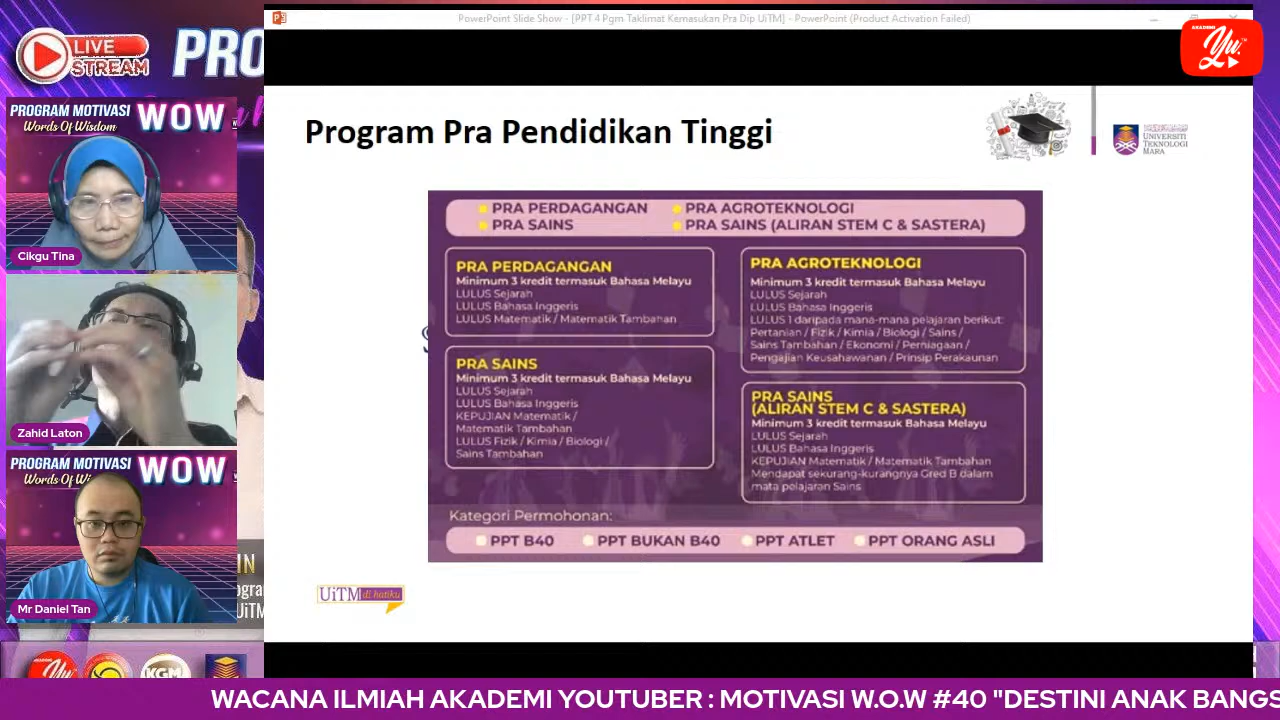 PowerPoint Slide Show - [PPT 4 Pgm Taklimat Kemasukan Pra Dip UiTM] - PowerPoint (Product Activation Failed)
LIVE
STREAM
PRO
AKADEMI
Yu
PROGRAM MOTIVASI WOW
Words Of Wisdom
Cikgu Tina
Zahid Laton
PROGRAM MOTIVASI WOW
Words Of Wi
Mr Daniel Tan
Program Pra Pendidikan Tinggi
UNIVERSITI
TEKNOLOGI
MARA
PRA PERDAGANGAN
PRA AGROTEKNOLOGI
PRA SAINS
PRA SAINS (ALIRAN STEM C & SASTERA)
PRA PERDAGANGAN
Minimum 3 kredit termasuk Bahasa Melayu
LULUS Sejarah
LULUS Bahasa Inggeris
LULUS Matematik / Matematik Tambahan
PRA SAINS
Minimum 3 kredit termasuk Bahasa Melayu
LULUS Sejarah
LULUS Bahasa Inggeris
KEPUJIAN Matematik /
Matematik Tambahan
LULUS Fizik / Kimia / Biologi /
Sains Tambahan
PRA AGROTEKNOLOGI
Minimum 3 kredit termasuk Bahasa Melayu
LULUS Sejarah
LULUS Bahasa Inggeris
LULUS 1 daripada mana-mana pelajaran berikut:
Pertanian / Fizik / Kimia / Biologi / Sains /
Sains Tambahan / Ekonomi / Perniagaan /
Pengajian Keusahawanan / Prinsip Perakaunan
PRA SAINS
(ALIRAN STEM C & SASTERA)
Minimum 3 kredit termasuk Bahasa Melayu
LULUS Sejarah
LULUS Bahasa Inggeris
KEPUJIAN Matematik / Matematik Tambahan
Mendapat sekurang-kurangnya Gred B dalam
mata pelajaran Sains
Kategori Permohonan:
PPT B40
PPT BUKAN B40
PPT ATLET
PPT ORANG ASLI
UiTM di hatiku
IN
ogra
UiTM
KGM
WACANA ILMIAH AKADEMI YOUTUBER : MOTIVASI W.O.W #40 "DESTINI ANAK BANGS